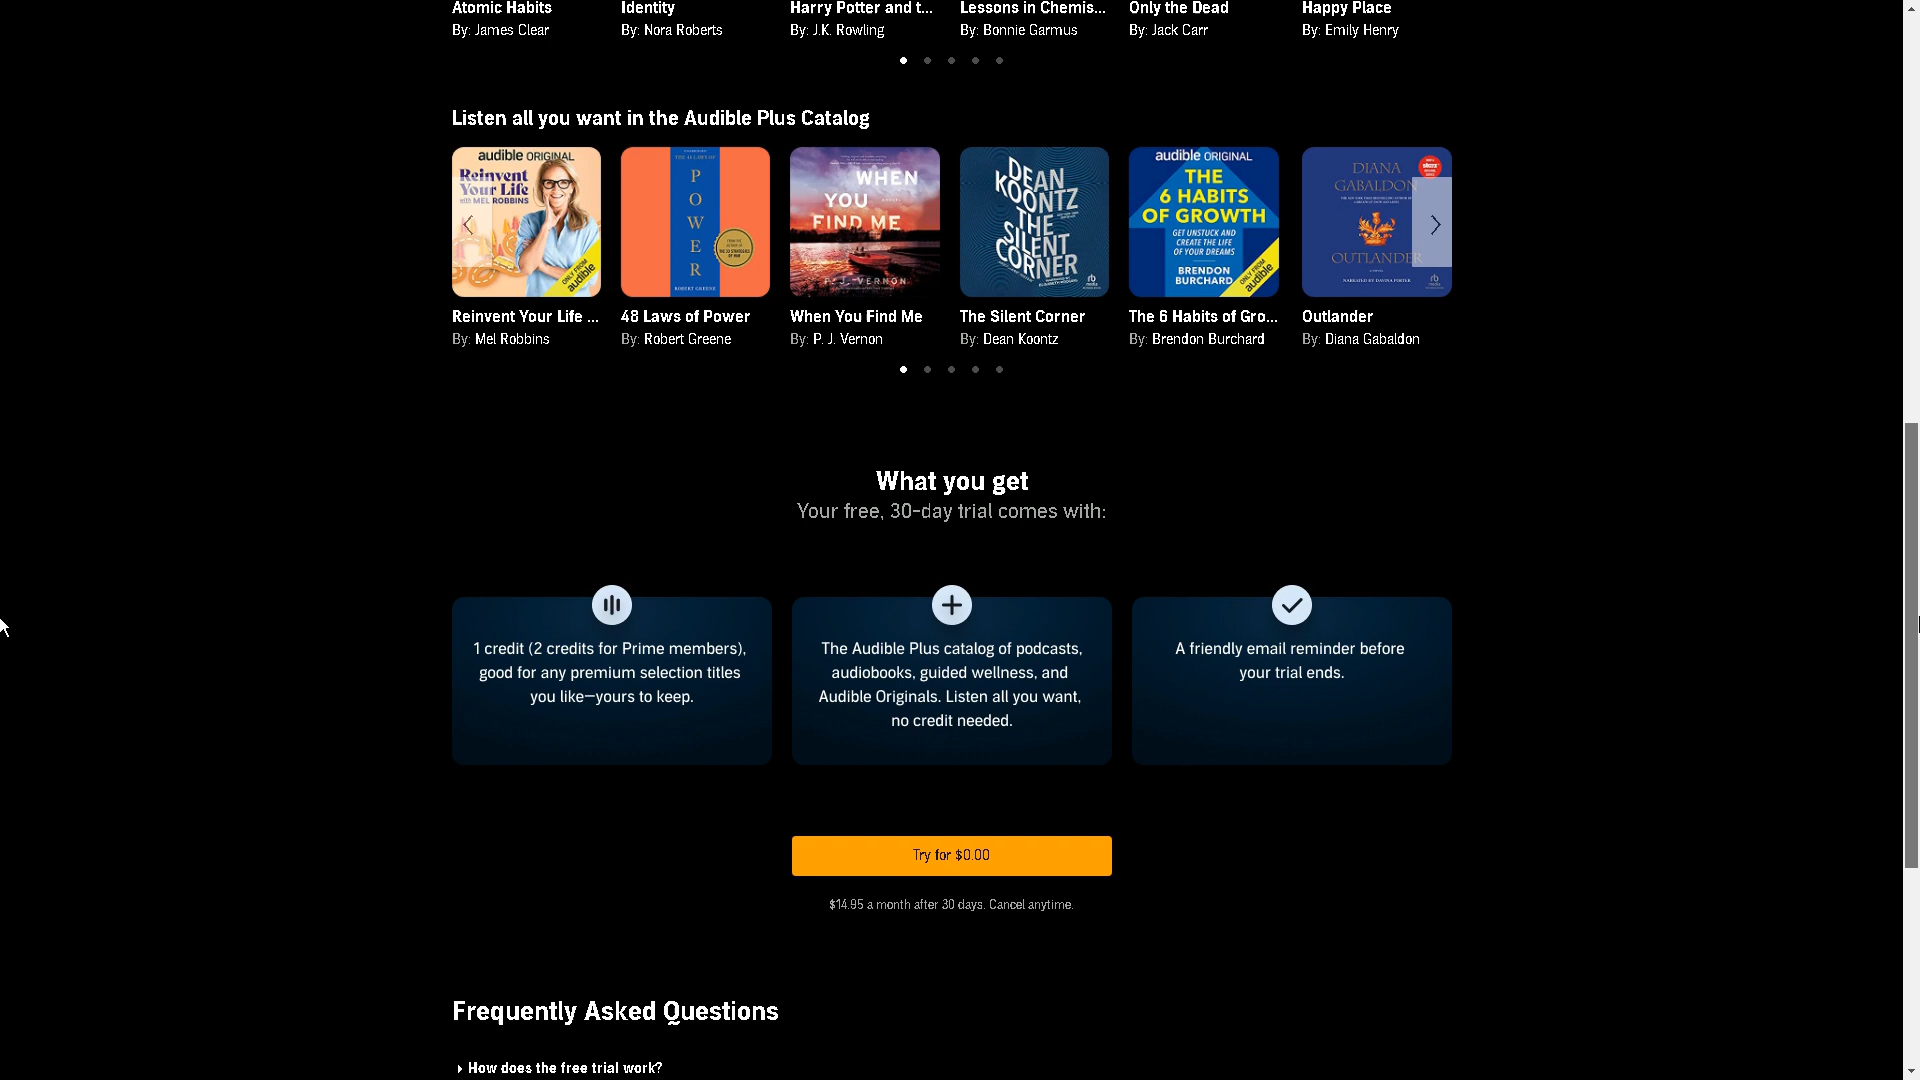 Atomic Habits
By: James Clear
Identity
By: Nora Roberts
Harry Potter and t...
By: J.K. Rowling
Lessons in Chemis...
By: Bonnie Garmus
Only the Dead
By: Jack Carr
Happy Place
By: Emily Henry
Listen all you want in the Audible Plus Catalog
audible ORIGINAL
Reinvent
Your Life
with MEL ROBBINS
ONLY FROM
audible
THE 48 LAWS OF
POWER
ROBERT GREENE
WHEN
YOU
FIND ME
P. J. VERNON
DEAN
KOONTZ
THE
SILENT
CORNER
audible ORIGINAL
THE
6 HABITS
OF GROWTH
GET UNSTUCK AND
CREATE THE LIFE
OF YOUR DREAMS
BRENDON
BURCHARD
ONLY FROM
audible
DIANA
GABALDON
OUTLANDER
NARRATED BY DAVINA PORTER
Reinvent Your Life ...
By: Mel Robbins
48 Laws of Power
By: Robert Greene
When You Find Me
By: P. J. Vernon
The Silent Corner
By: Dean Koontz
The 6 Habits of Gro...
By: Brendon Burchard
Outlander
By: Diana Gabaldon
What you get
Your free, 30-day trial comes with:
1 credit (2 credits for Prime members),
good for any premium selection titles
you like—yours to keep.
The Audible Plus catalog of podcasts,
audiobooks, guided wellness, and
Audible Originals. Listen all you want,
no credit needed.
A friendly email reminder before
your trial ends.
Try for $0.00
$14.95 a month after 30 days. Cancel anytime.
Frequently Asked Questions
How does the free trial work?